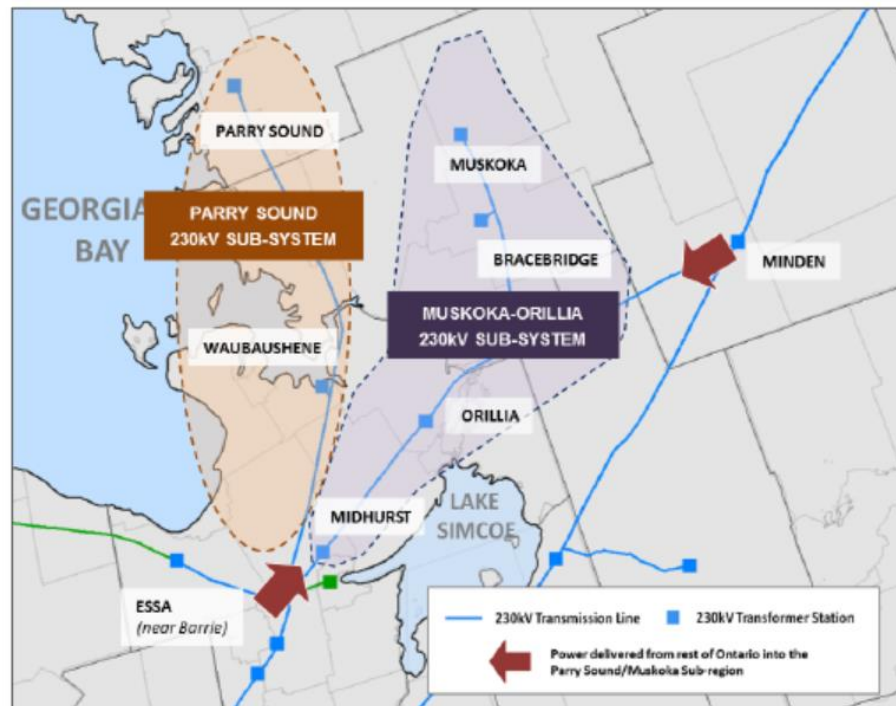 PARRY SOUND
MUSKOKA
GEORGIA
BAY
PARRY SOUND
230kV SUB-SYSTEM
BRACEBRIDGE
MINDEN
MUSKOKA-ORILLIA
230kV SUB-SYSTEM
WAUBAUSHENE
ORILLIA
MIDHURST
LAKE
SIMCOE
ESSA
(near Barrie)
230kV Transmission Line
230kV Transformer Station
Power delivered from rest of Ontario into the
Parry Sound/Muskoka Sub-region